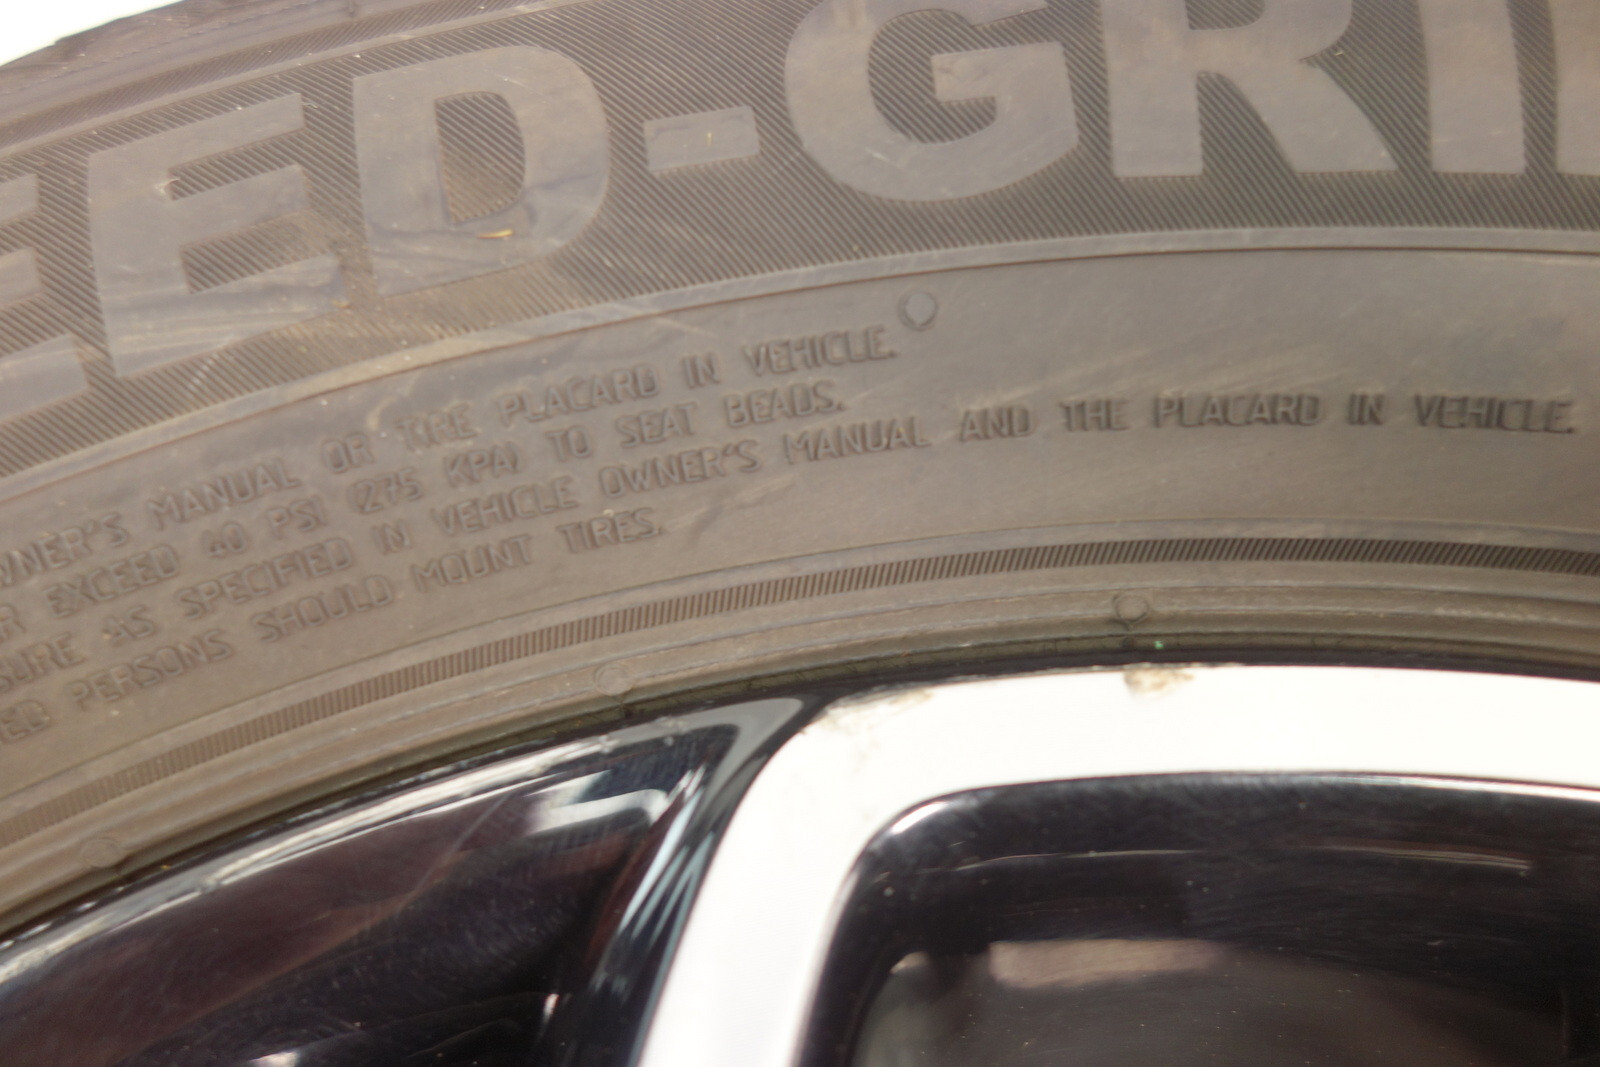 EED-GRI
WNER'S MANUAL OR TIRE PLACARD IN VEHICLE.
R EXCEED 40 PSI (275 KPA) TO SEAT BEADS.
SURE AS SPECIFIED IN VEHICLE OWNER'S MANUAL AND THE PLACARD IN VEHICLE.
ED PERSONS SHOULD MOUNT TIRES.